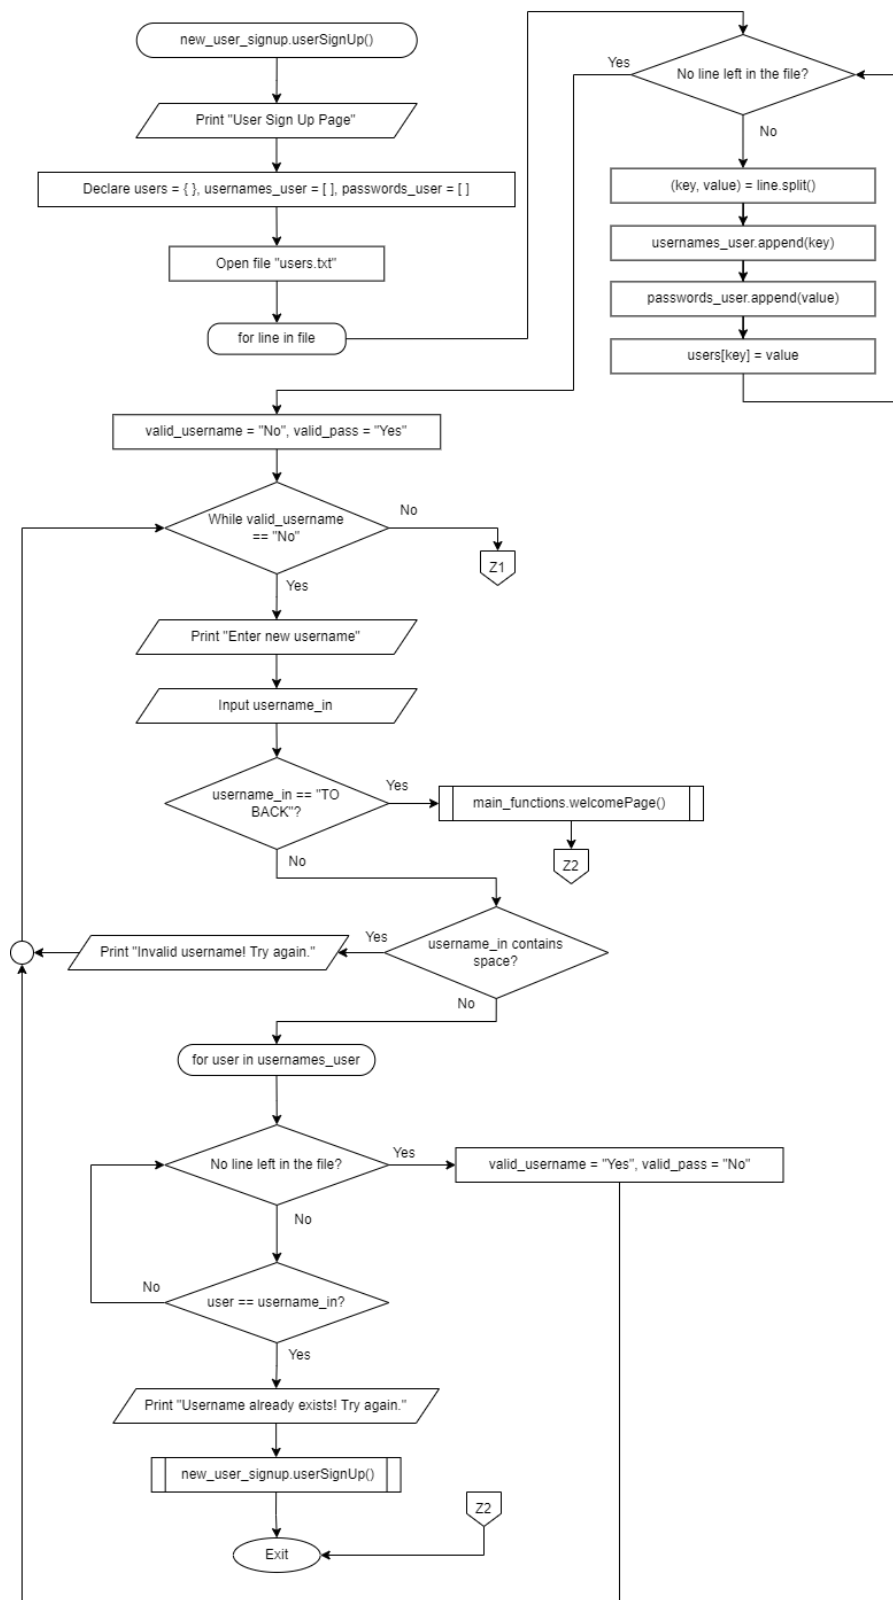 new_user_signup.userSignUp()
Print "User Sign Up Page"
Declare users = { }, usernames_user = [ ], passwords_user = [ ]
Open file "users.txt"
for line in file
Yes
No line left in the file?
No
(key, value) = line.split()
usernames_user.append(key)
passwords_user.append(value)
users[key] = value
valid_username = "No", valid_pass = "Yes"
While valid_username
== "No"
No
Z1
Yes
Print "Enter new username"
Input username_in
username_in == "TO
BACK"?
Yes
main_functions.welcomePage()
Z2
No
username_in contains
space?
Yes
Print "Invalid username! Try again."
No
for user in usernames_user
No line left in the file?
Yes
valid_username = "Yes", valid_pass = "No"
No
user == username_in?
No
Yes
Print "Username already exists! Try again."
new_user_signup.userSignUp()
Z2
Exit